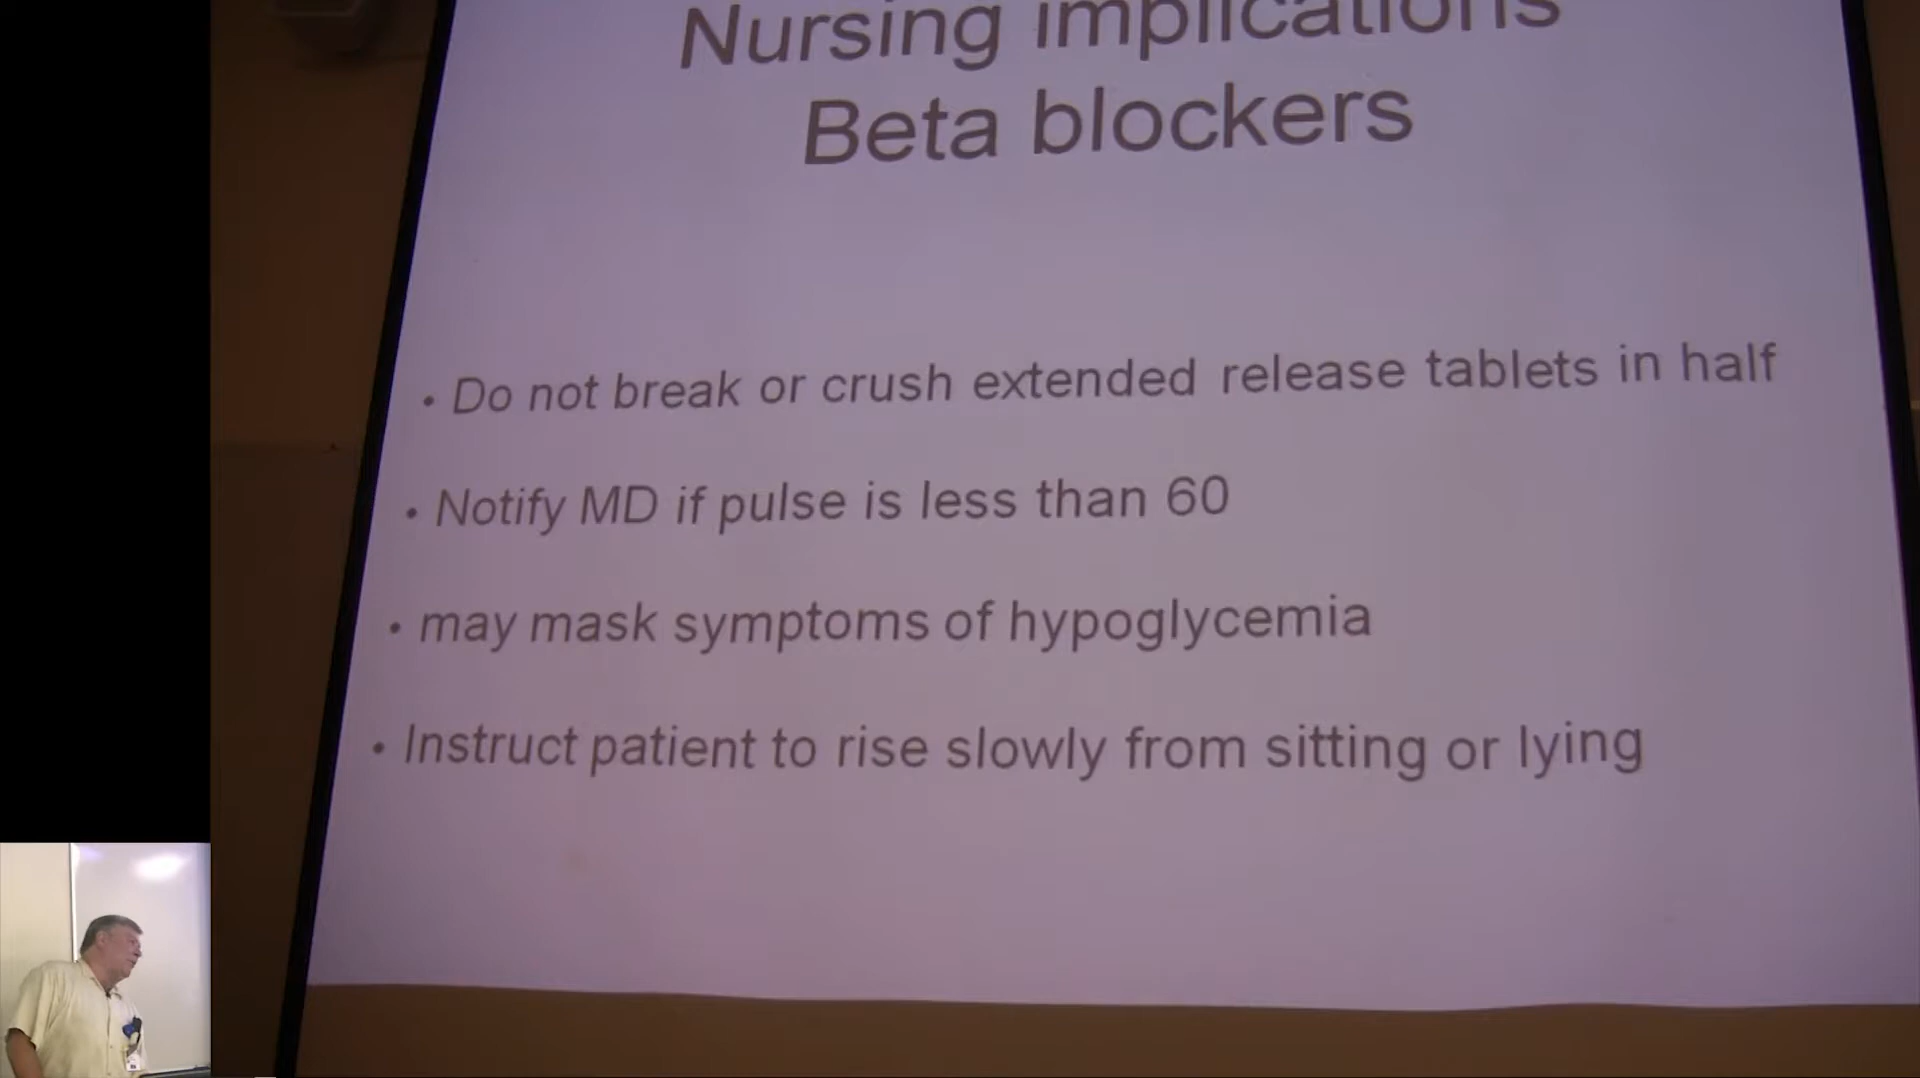 Nursing implications
Beta blockers
• Do not break or crush extended release tablets in half
• Notify MD if pulse is less than 60
• may mask symptoms of hypoglycemia
• Instruct patient to rise slowly from sitting or lying